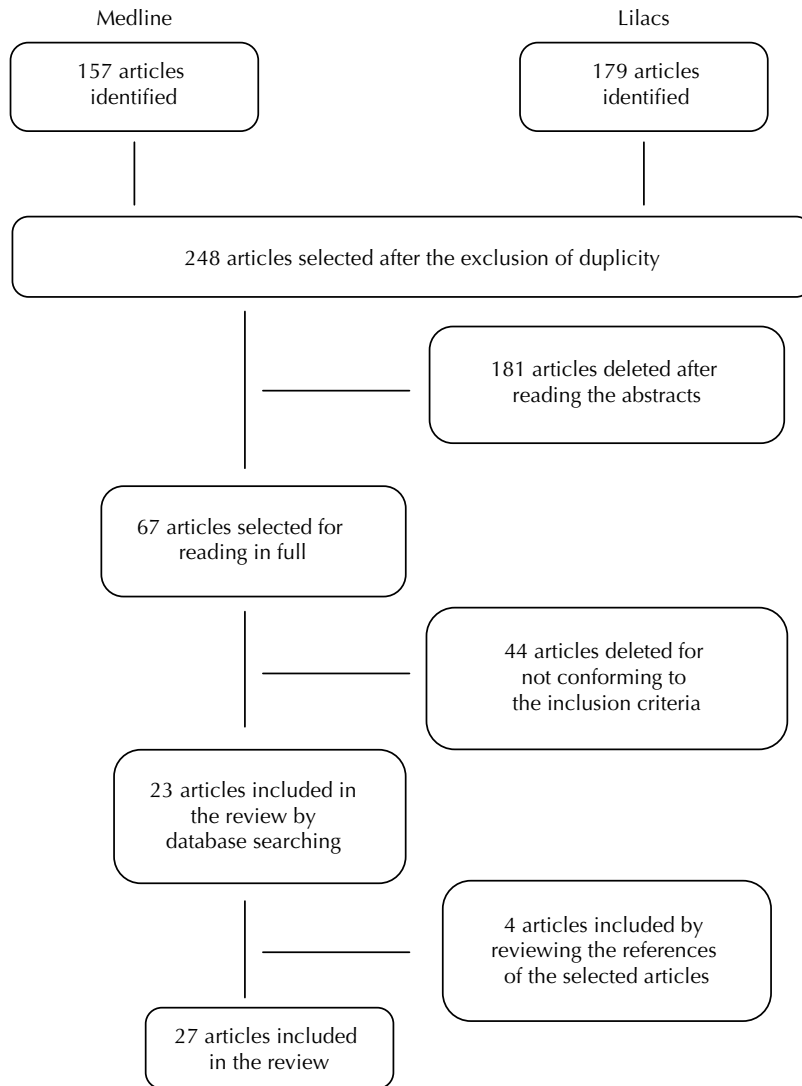 Medline
Lilacs
157 articles
identified
179 articles
identified
248 articles selected after the exclusion of duplicity
181 articles deleted after
reading the abstracts
67 articles selected for
reading in full
44 articles deleted for
not conforming to
the inclusion criteria
23 articles included in
the review by
database searching
4 articles included by
reviewing the references
of the selected articles
27 articles included
in the review